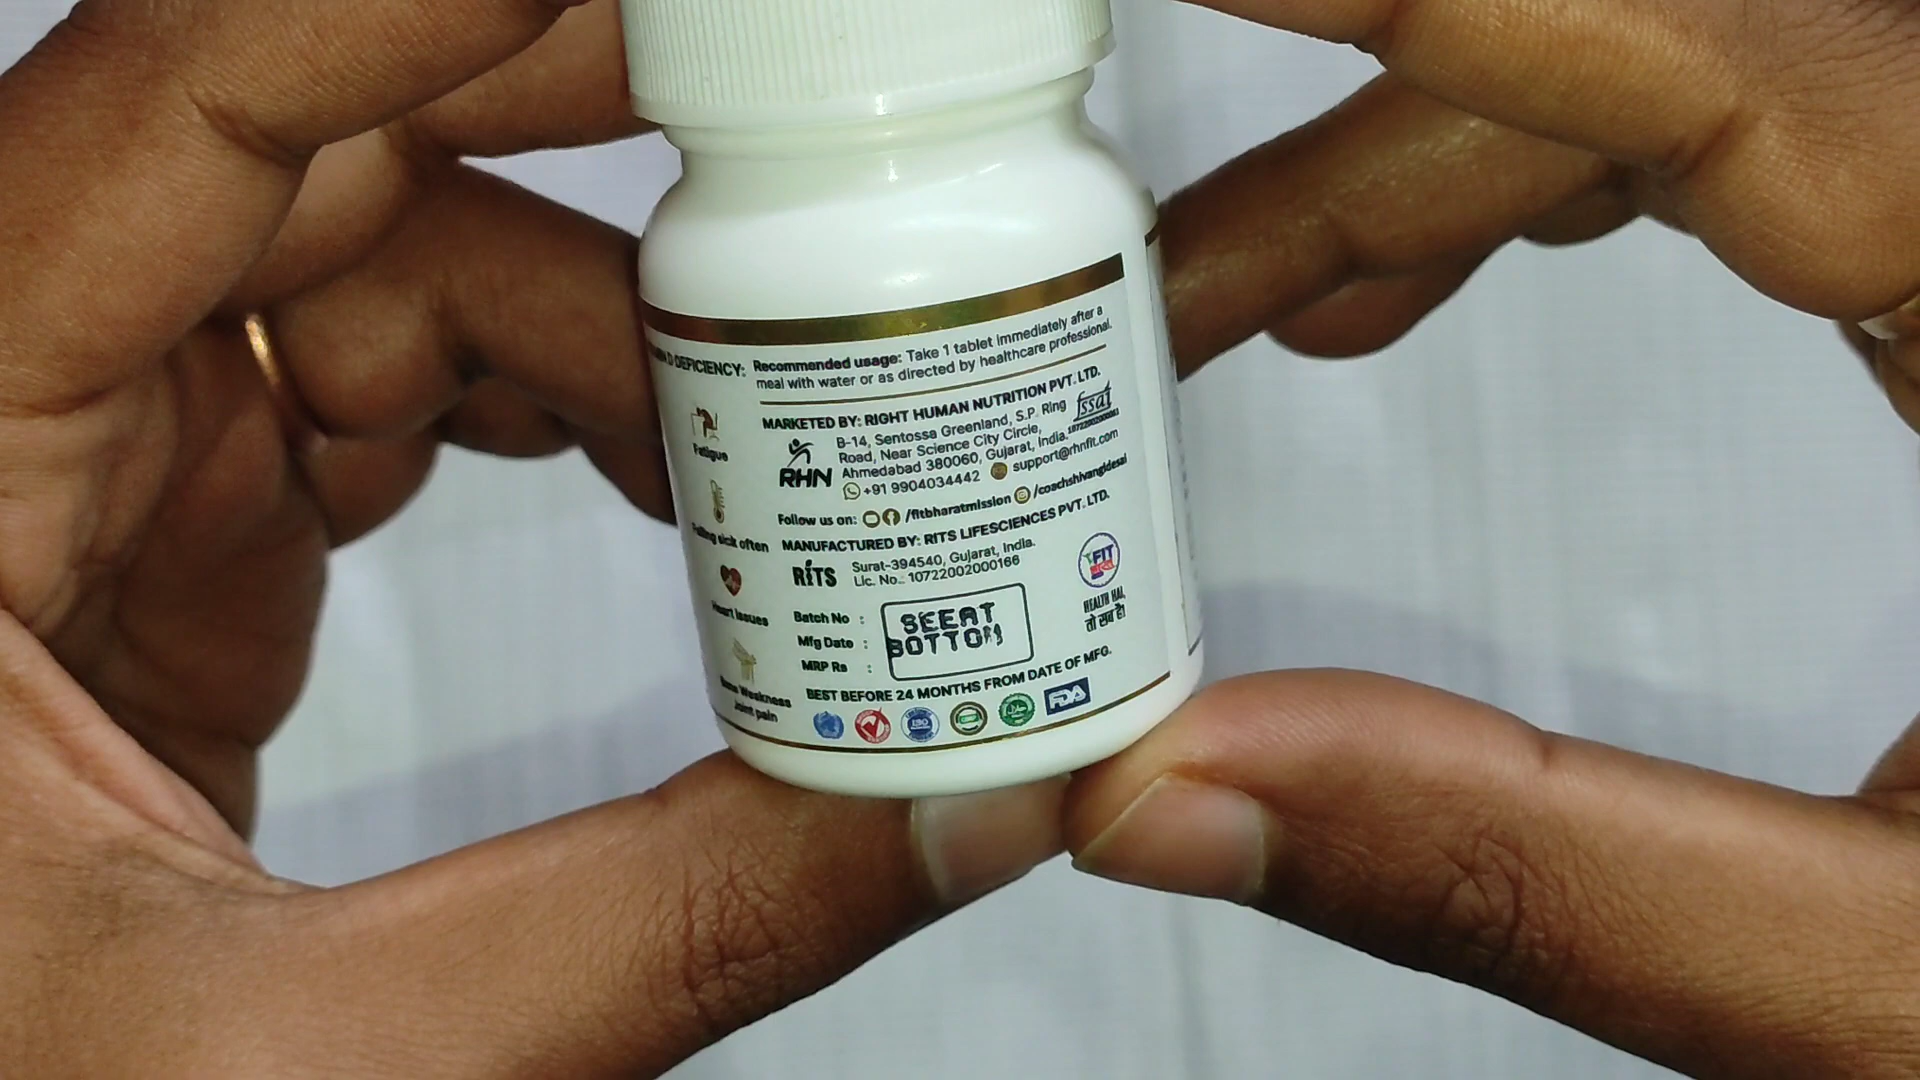 D DEFICIENCY:
Fatigue
Falling sick often
Heart Issues
Bone Weakness
Joint pain
Recommended usage: Take 1 tablet immediately after a
meal with water or as directed by healthcare professional.
MARKETED BY: RIGHT HUMAN NUTRITION PVT. LTD.
RHN
B-14, Sentossa Greenland, S.P. Ring
Road, Near Science City Circle,
Ahmedabad 380060, Gujarat, India.
fssai
+91 9904034442 support@rhnfit.com
Follow us on: /fitbharatmission /coachshivangidesai
MANUFACTURED BY: RITS LIFESCIENCES PVT. LTD.
RITS
Surat-394540, Gujarat, India.
Lic. No.: 10722002000166
FIT
HEALTH HAI,
तो सब है!
Batch No :
Mfg Date :
MRP Rs :
SEEAT
BOTTOM
BEST BEFORE 24 MONTHS FROM DATE OF MFG.
ISO
FDA